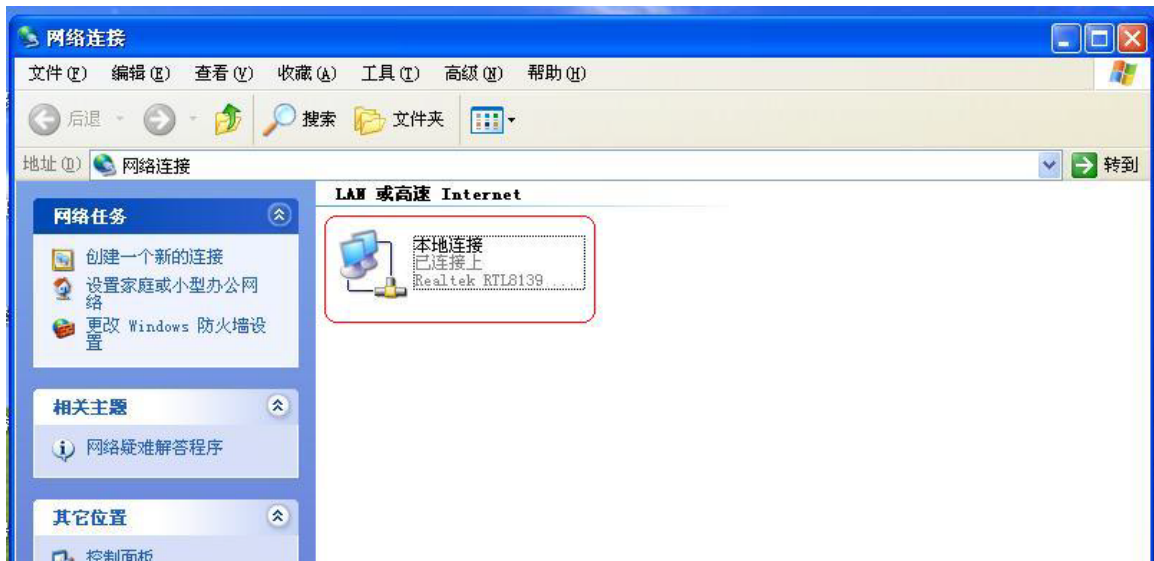 网络连接
文件(F) 编辑(E) 查看(V) 收藏(A) 工具(T) 高级(N) 帮助(H)
后退 搜索 文件夹
地址(D) 网络连接 转到
LAN 或高速 Internet
网络任务
创建一个新的连接
设置家庭或小型办公网
络
更改 Windows 防火墙设
置
本地连接
已连接上
Realtek RTL8139 ...
相关主题
网络疑难解答程序
其它位置
控制面板